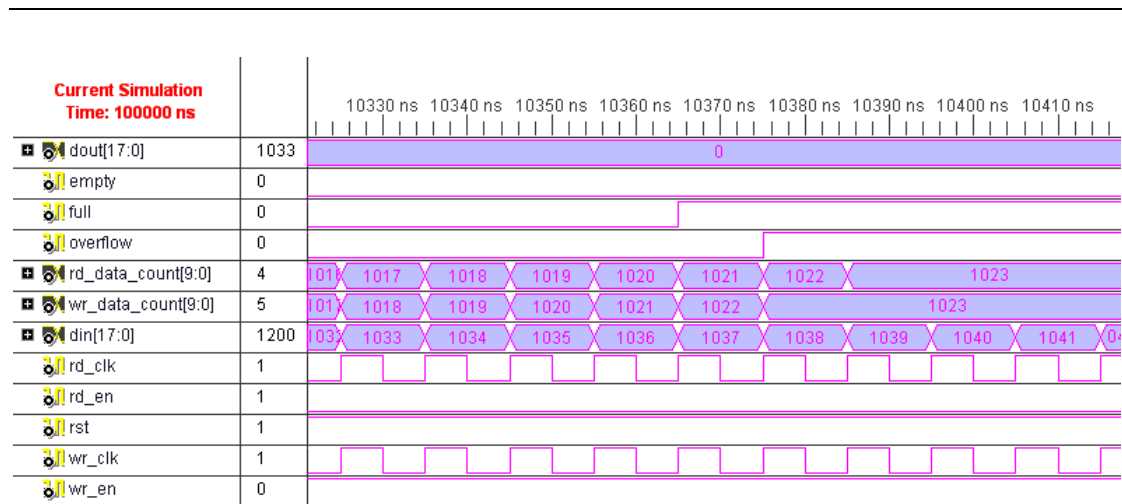 Current Simulation
Time: 100000 ns
10330 ns 10340 ns 10350 ns 10360 ns 10370 ns 10380 ns 10390 ns 10400 ns 10410 ns
dout[17:0] 1033 0
empty 0
full 0
overflow 0
rd_data_count[9:0] 4 1017 1018 1019 1020 1021 1022 1023
wr_data_count[9:0] 5 1018 1019 1020 1021 1022 1023
din[17:0] 1200 1033 1034 1035 1036 1037 1038 1039 1040 1041
rd_clk 1
rd_en 1
rst 1
wr_clk 1
wr_en 0